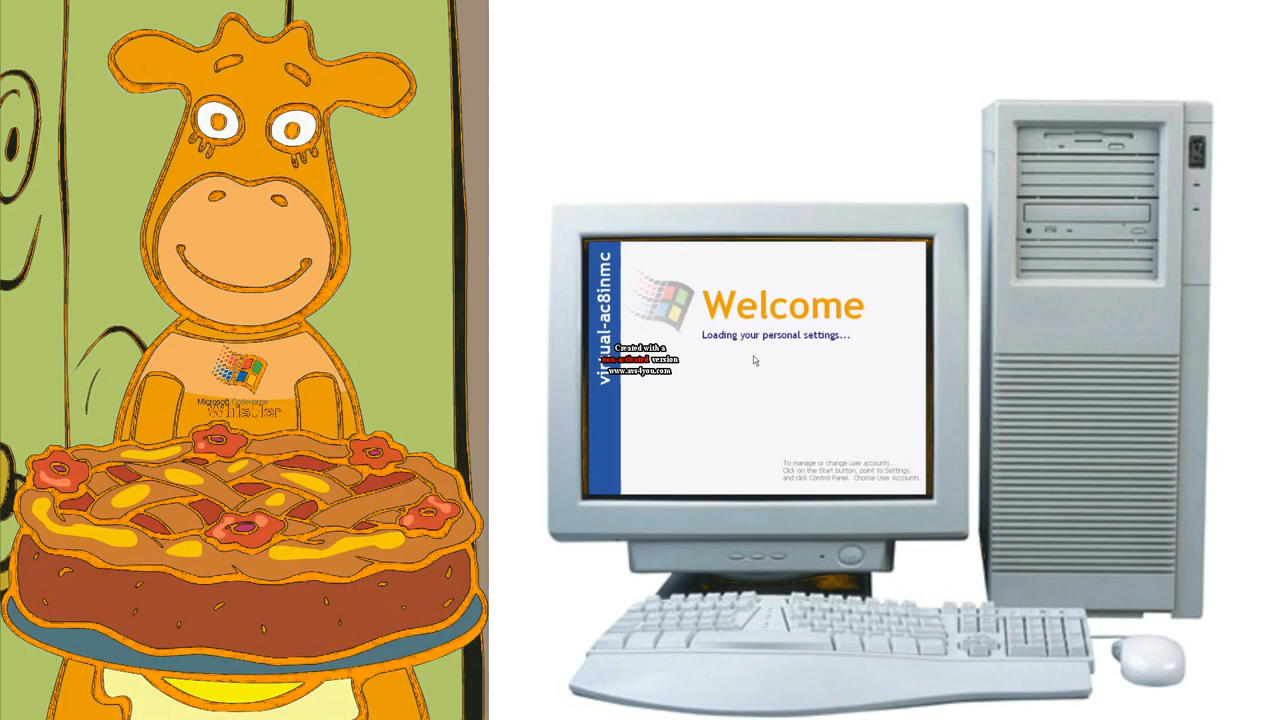 Microsoft Codename
Whistler
virtual-ac8inmc
Welcome
Loading your personal settings...
Created with a
non-activated version
www.avs4you.com
To manage or change user accounts...
Click on the Start button, point to Settings,
and click Control Panel. Choose User Accounts.